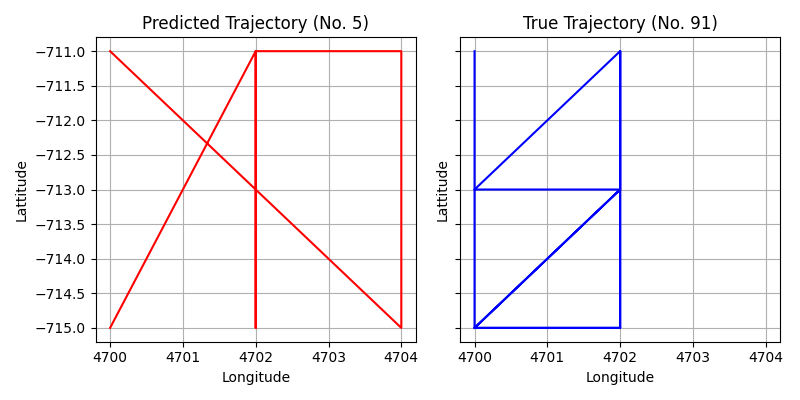 Predicted Trajectory (No. 5)
True Trajectory (No. 91)
−711.0
−711.5
−712.0
−712.5
−713.0
−713.5
−714.0
−714.5
−715.0
Lattitude
Lattitude
4700 4701 4702 4703 4704
4700 4701 4702 4703 4704
Longitude
Longitude